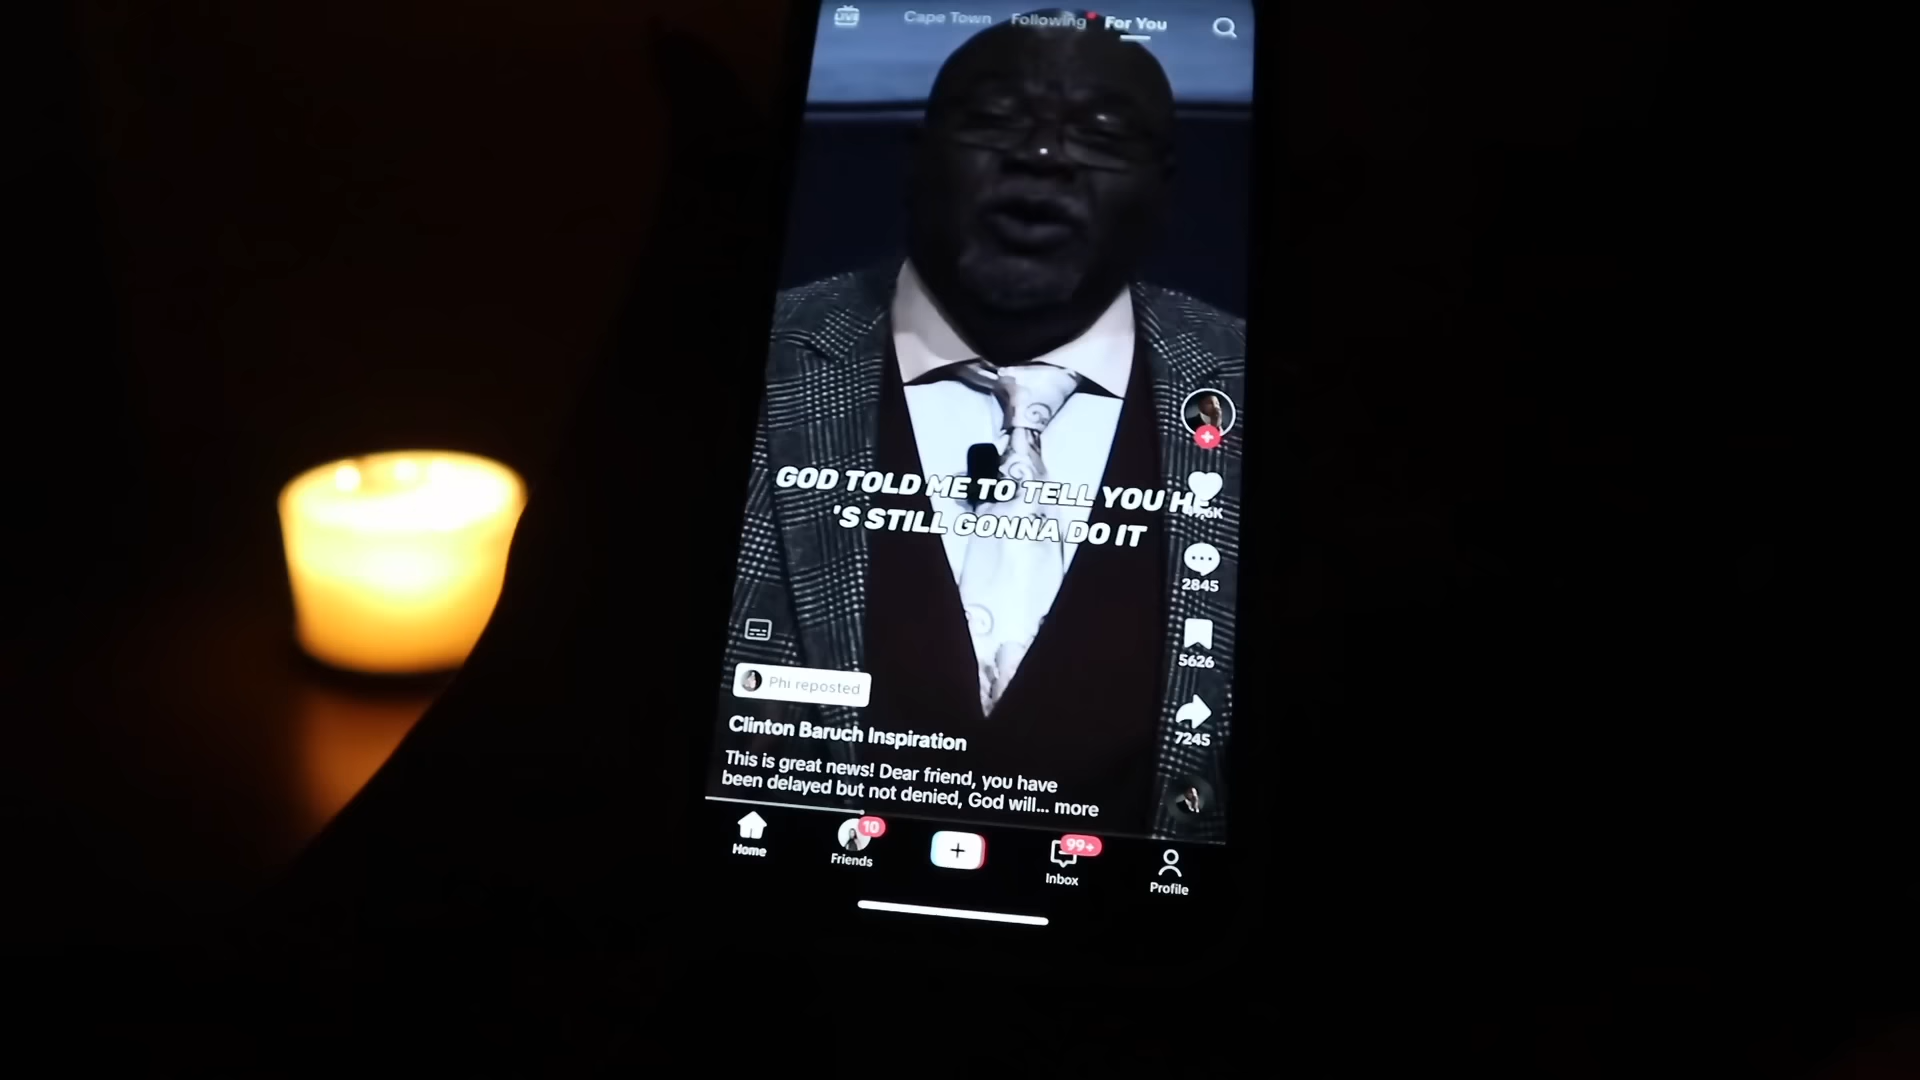 LIVE
Cape Town Following For You
GOD TOLD ME TO TELL YOU HE
'S STILL GONNA DO IT
2845
5626
7245
Phi reposted
Clinton Baruch Inspiration
This is great news! Dear friend, you have
been delayed but not denied, God will... more
Home
10
Friends
99+
Inbox
Profile